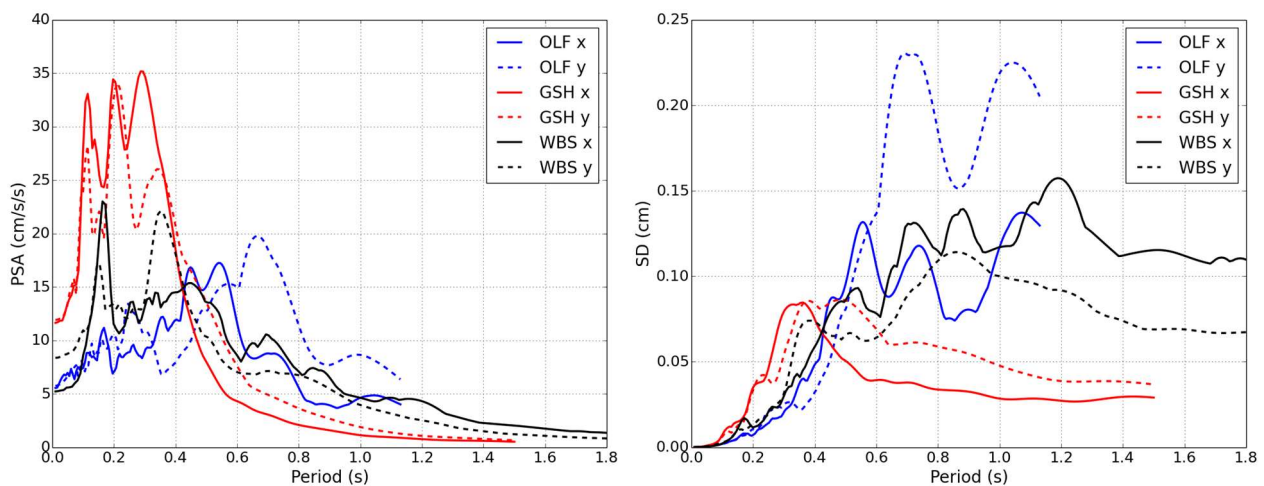 40
35
30
25
20
15
10
5
0
PSA (cm/s/s)
0.0 0.2 0.4 0.6 0.8 1.0 1.2 1.4 1.6 1.8
Period (s)
OLF x
OLF y
GSH x
GSH y
WBS x
WBS y
0.25
0.20
0.15
0.10
0.05
0.00
SD (cm)
0.0 0.2 0.4 0.6 0.8 1.0 1.2 1.4 1.6 1.8
Period (s)
OLF x
OLF y
GSH x
GSH y
WBS x
WBS y